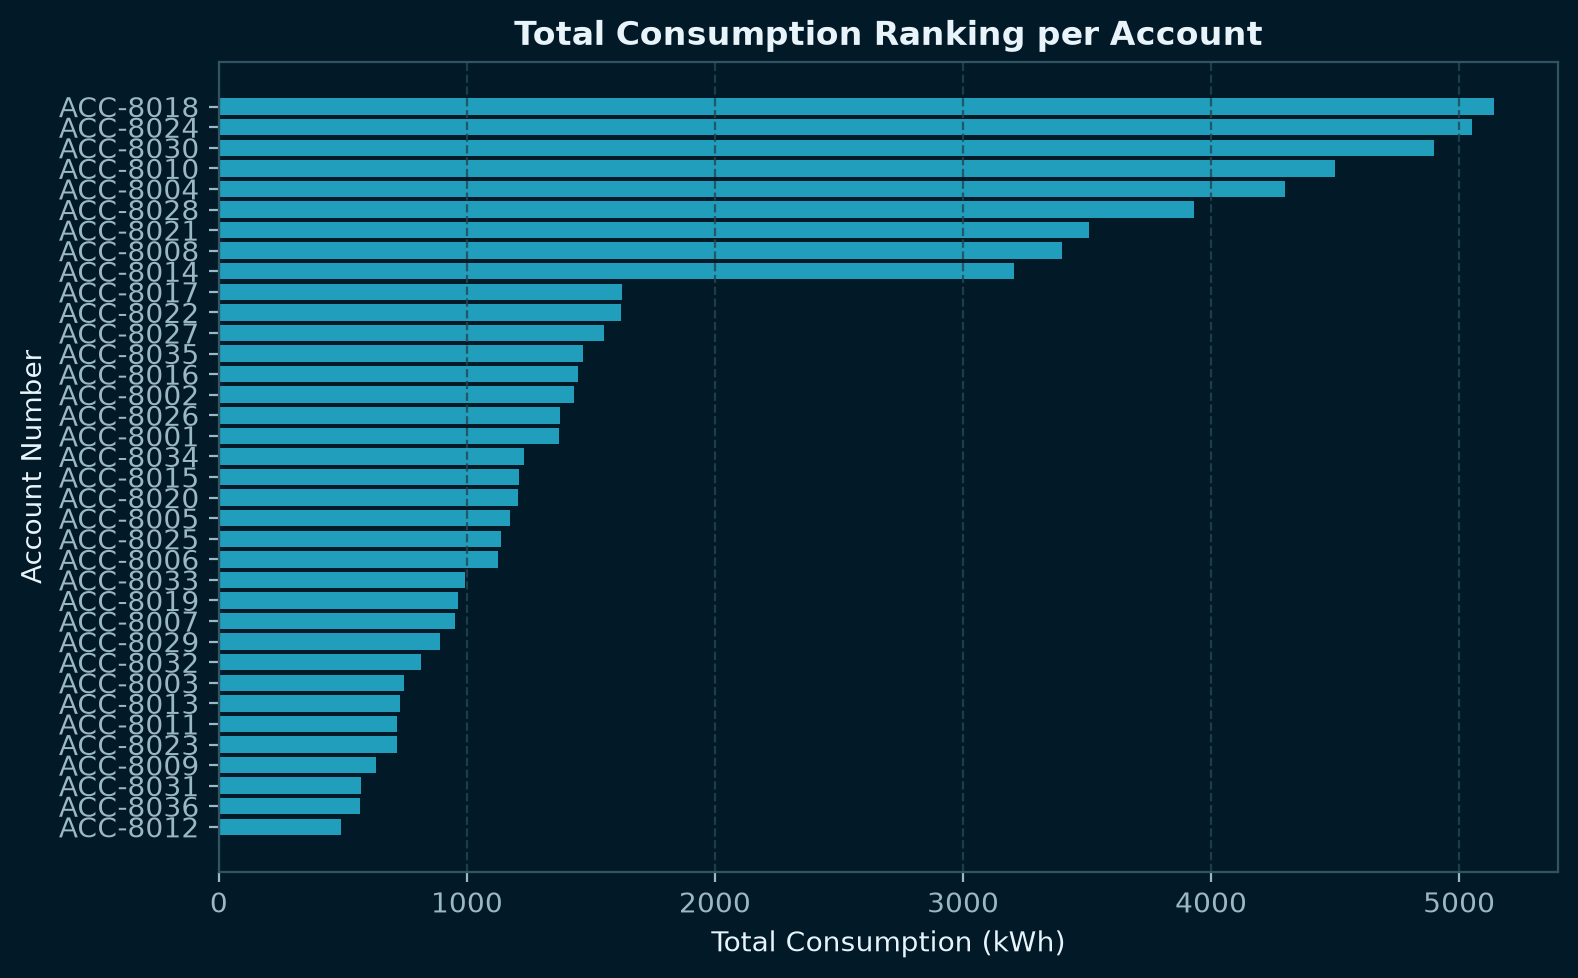 Total Consumption Ranking per Account
ACC-8018
ACC-8024
ACC-8030
ACC-8010
ACC-8004
ACC-8028
ACC-8021
ACC-8008
ACC-8014
ACC-8017
ACC-8022
ACC-8027
ACC-8035
ACC-8016
ACC-8002
ACC-8026
ACC-8001
ACC-8034
ACC-8015
ACC-8020
ACC-8005
ACC-8025
ACC-8006
ACC-8033
ACC-8019
ACC-8007
ACC-8029
ACC-8032
ACC-8003
ACC-8013
ACC-8011
ACC-8023
ACC-8009
ACC-8031
ACC-8036
ACC-8012
Account Number
0 1000 2000 3000 4000 5000
Total Consumption (kWh)